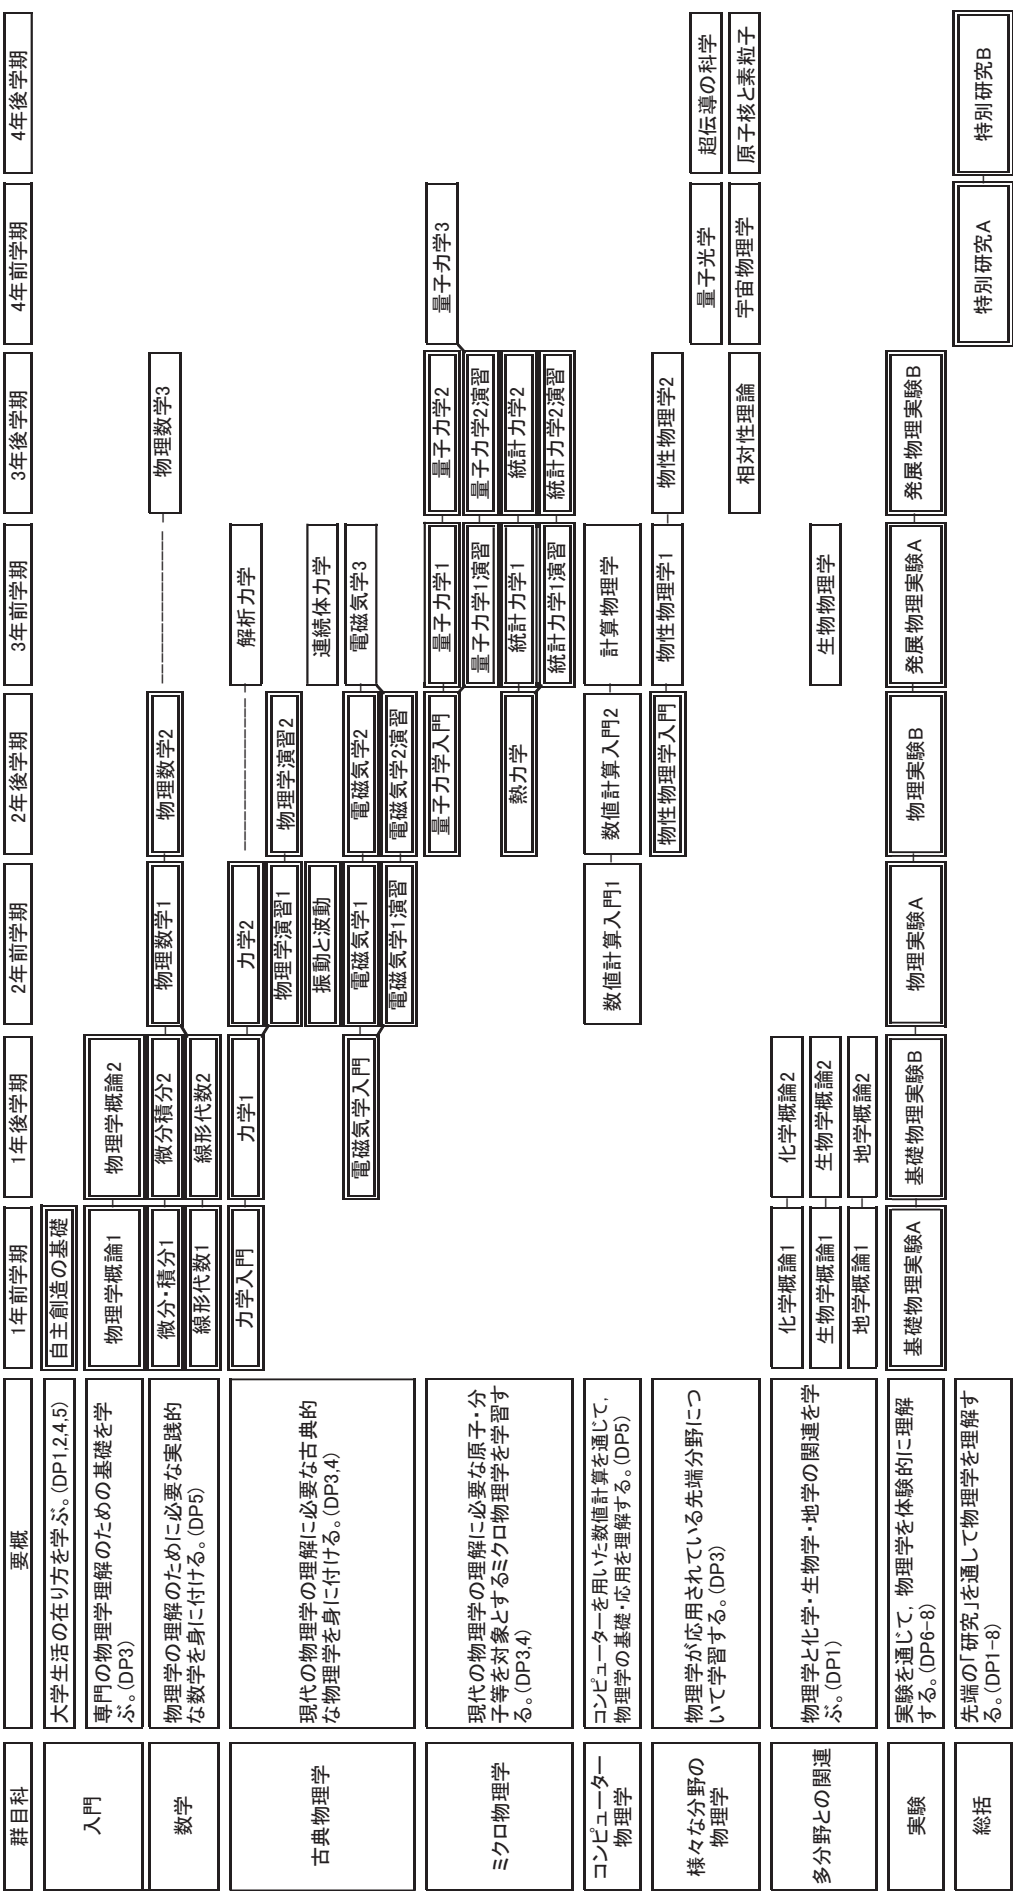 群目科
要概
1年前学期
1年後学期
2年前学期
2年後学期
3年前学期
3年後学期
4年前学期
4年後学期
入門
大学生活の在り方を学ぶ。(DP1,2,4,5)
自主創造の基礎
専門の物理学理解のための基礎を学
ぶ。(DP3)
物理学概論1
物理学概論2
数学
物理学の理解のために必要な実践的
な数学を身に付ける。(DP5)
微分・積分1
微分積分2
物理数学1
物理数学2
物理数学3
線形代数1
線形代数2
古典物理学
現代の物理学の理解に必要な古典的
な物理学を身に付ける。(DP3,4)
力学入門
力学1
力学2
解析力学
物理学演習1
物理学演習2
振動と波動
連続体力学
電磁気学入門
電磁気学1
電磁気学2
電磁気学3
電磁気学1演習
電磁気学2演習
ミクロ物理学
現代の物理学の理解に必要な原子・分
子等を対象とするミクロ物理学を学習す
る。(DP3,4)
量子力学入門
量子力学1
量子力学2
量子力学3
量子力学1演習
量子力学2演習
熱力学
統計力学1
統計力学2
統計力学1演習
統計力学2演習
コンピューター
物理学
コンピューターを用いた数値計算を通じて,
物理学の基礎・応用を理解する。(DP5)
数値計算入門1
数値計算入門2
計算物理学
様々な分野の
物理学
物理学が応用されている先端分野につ
いて学習する。(DP3)
物性物理学入門
物性物理学1
物性物理学2
量子光学
超伝導の科学
相対性理論
宇宙物理学
原子核と素粒子
多分野との関連
物理学と化学・生物学・地学の関連を学
ぶ。(DP1)
化学概論1
化学概論2
生物学概論1
生物学概論2
生物物理学
地学概論1
地学概論2
実験
実験を通じて, 物理学を体験的に理解
する。(DP6-8)
基礎物理実験A
基礎物理実験B
物理実験A
物理実験B
発展物理実験A
発展物理実験B
総括
先端の「研究」を通して物理学を理解す
る。(DP1-8)
特別研究A
特別研究B